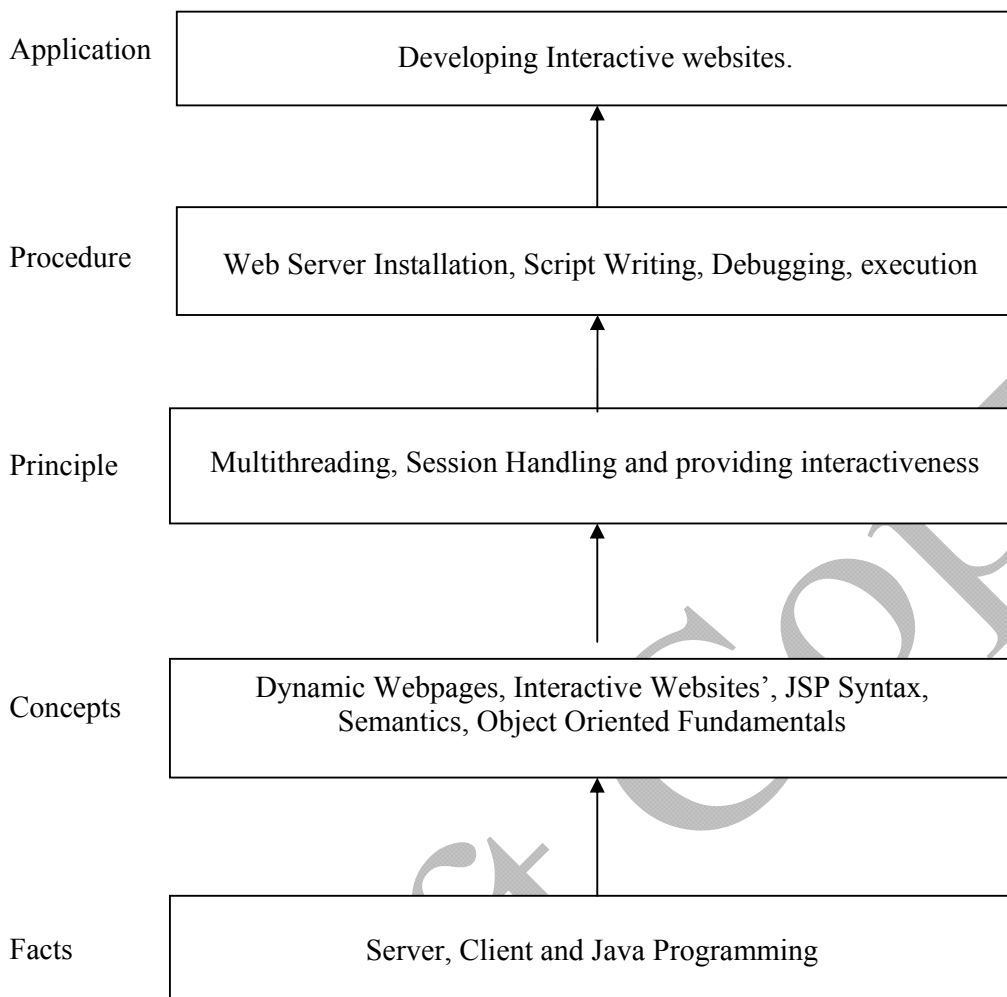 Application
Developing Interactive websites.
Procedure
Web Server Installation, Script Writing, Debugging, execution
Principle
Multithreading, Session Handling and providing interactiveness
Concepts
Dynamic Webpages, Interactive Websites’, JSP Syntax,
Semantics, Object Oriented Fundamentals
Facts
Server, Client and Java Programming
& Cop